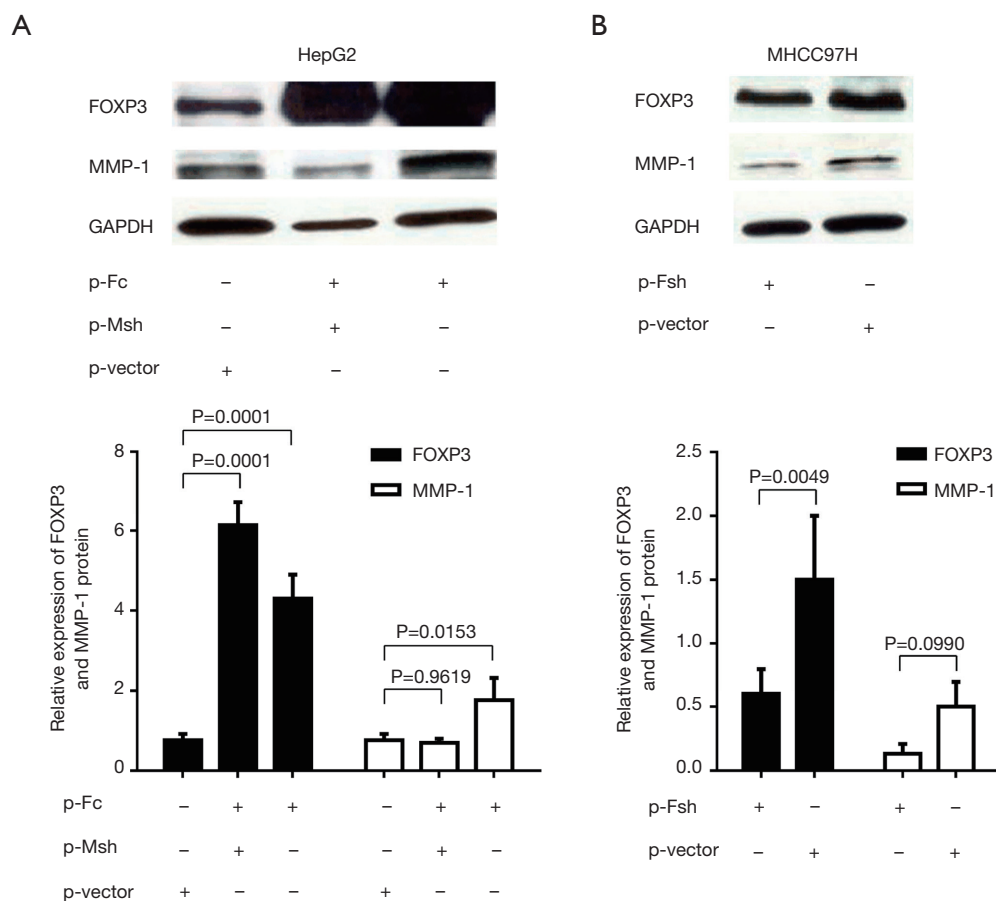 A
HepG2
FOXP3
MMP-1
GAPDH
p-Fc – + +
p-Msh – + –
p-vector + – –
P=0.0001
P=0.0001
FOXP3
MMP-1
P=0.0153
P=0.9619
Relative expression of FOXP3
and MMP-1 protein
8
6
4
2
0
p-Fc – + + – + +
p-Msh – + – – + –
p-vector + – – + – –
B
MHCC97H
FOXP3
MMP-1
GAPDH
p-Fsh + –
p-vector – +
P=0.0049
FOXP3
MMP-1
P=0.0990
Relative expression of FOXP3
and MMP-1 protein
2.5
2.0
1.5
1.0
0.5
0.0
p-Fsh + – + –
p-vector – + – +